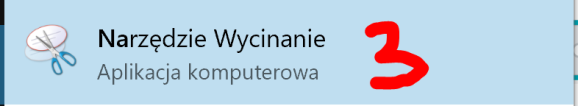 Narzędzie Wycinanie
Aplikacja komputerowa
3